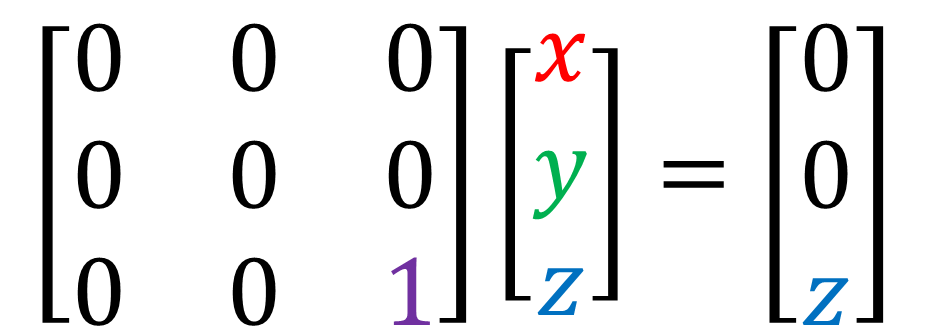 [0 0 0] [x] = [0]
[0 0 0] [y] = [0]
[0 0 1] [z] = [z]